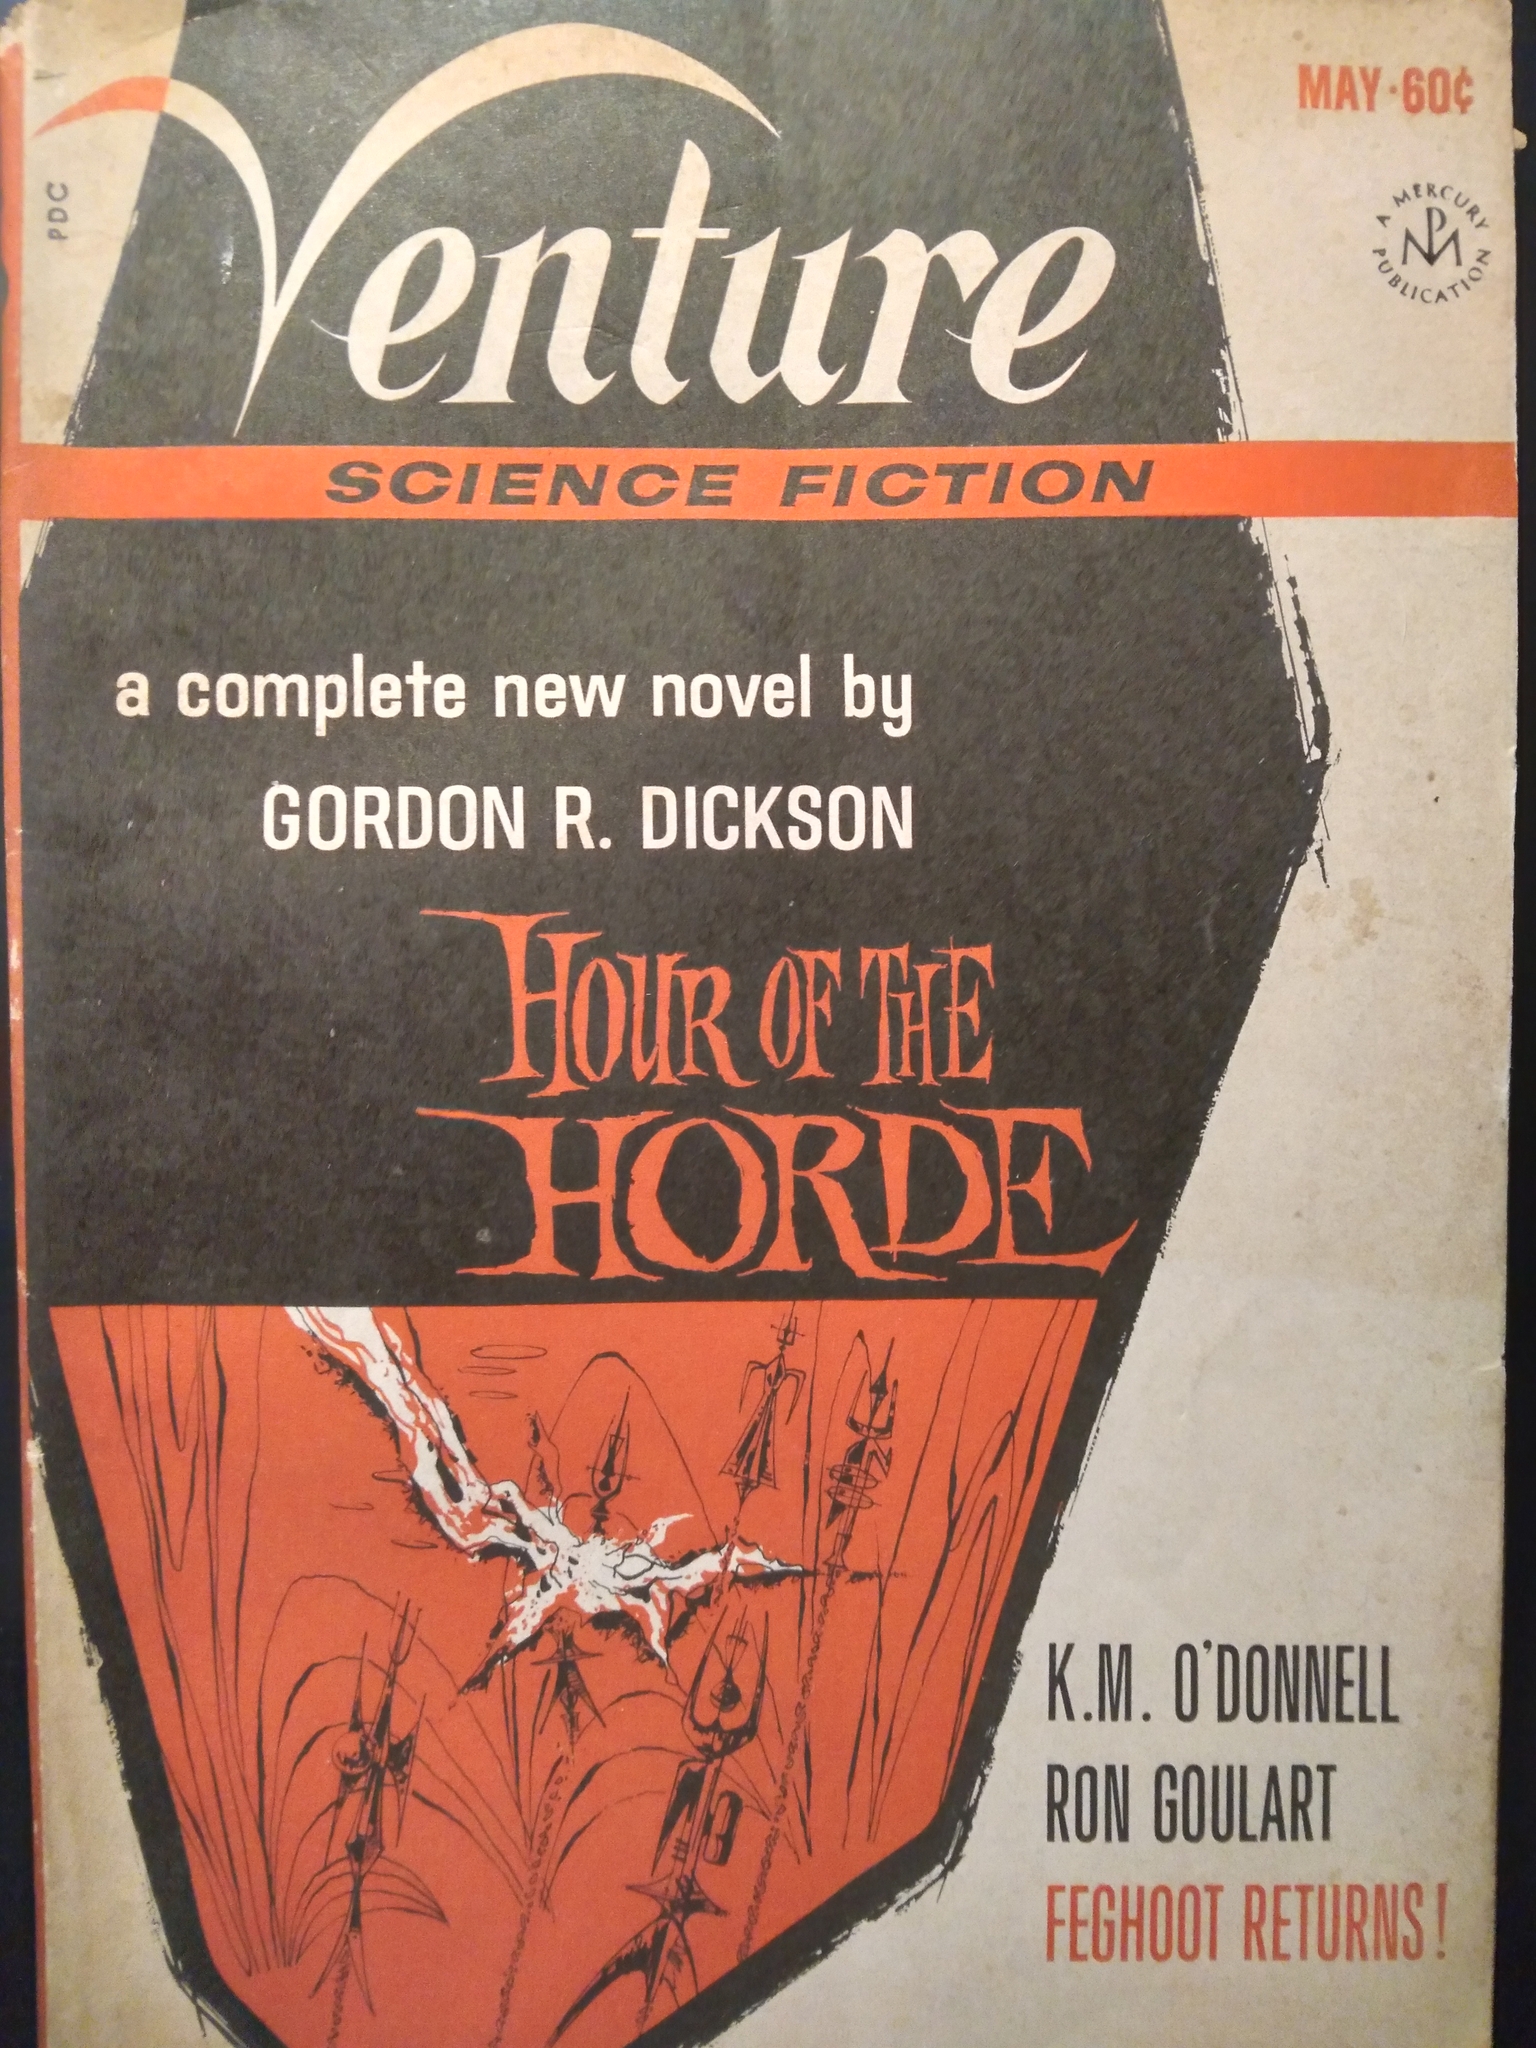 MAY · 60¢
PDC
A MERCURY PUBLICATION
PM
Venture
SCIENCE FICTION
a complete new novel by
GORDON R. DICKSON
HOUR OF THE
HORDE
K.M. O'DONNELL
RON GOULART
FEGHOOT RETURNS!